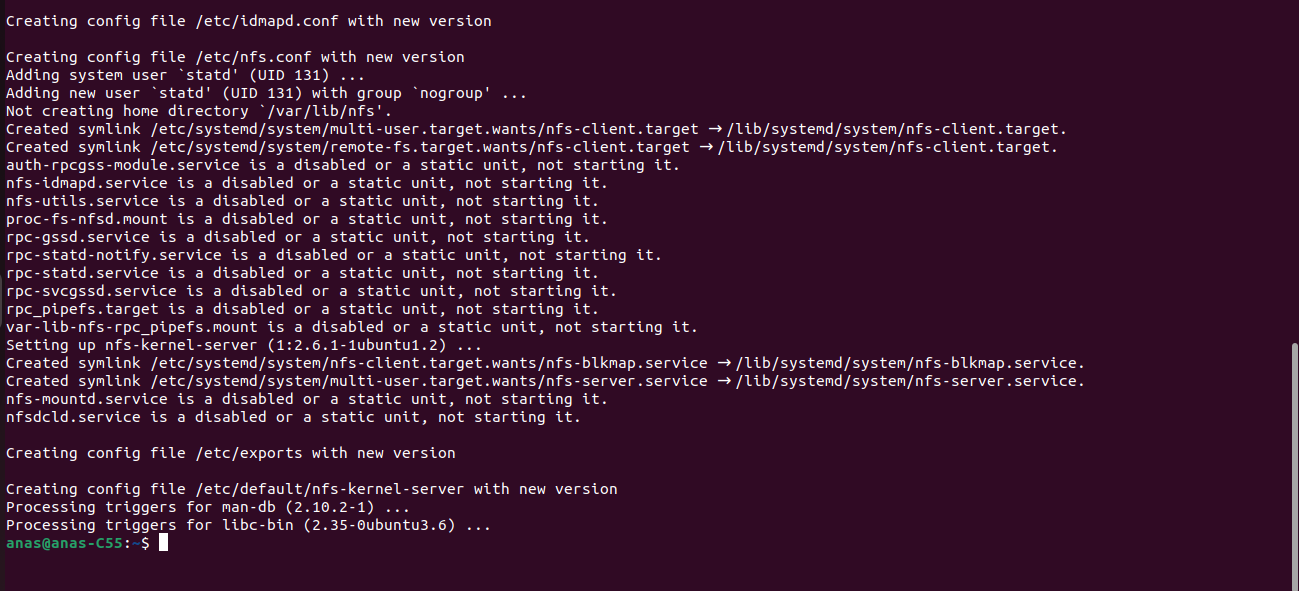 Creating config file /etc/idmapd.conf with new version
Creating config file /etc/nfs.conf with new version
Adding system user `statd' (UID 131) ...
Adding new user `statd' (UID 131) with group `nogroup' ...
Not creating home directory `/var/lib/nfs'.
Created symlink /etc/systemd/system/multi-user.target.wants/nfs-client.target → /lib/systemd/system/nfs-client.target.
Created symlink /etc/systemd/system/remote-fs.target.wants/nfs-client.target → /lib/systemd/system/nfs-client.target.
auth-rpcgss-module.service is a disabled or a static unit, not starting it.
nfs-idmapd.service is a disabled or a static unit, not starting it.
nfs-utils.service is a disabled or a static unit, not starting it.
proc-fs-nfsd.mount is a disabled or a static unit, not starting it.
rpc-gssd.service is a disabled or a static unit, not starting it.
rpc-statd-notify.service is a disabled or a static unit, not starting it.
rpc-statd.service is a disabled or a static unit, not starting it.
rpc-svcgssd.service is a disabled or a static unit, not starting it.
rpc_pipefs.target is a disabled or a static unit, not starting it.
var-lib-nfs-rpc_pipefs.mount is a disabled or a static unit, not starting it.
Setting up nfs-kernel-server (1:2.6.1-1ubuntu1.2) ...
Created symlink /etc/systemd/system/nfs-client.target.wants/nfs-blkmap.service → /lib/systemd/system/nfs-blkmap.service.
Created symlink /etc/systemd/system/multi-user.target.wants/nfs-server.service → /lib/systemd/system/nfs-server.service.
nfs-mountd.service is a disabled or a static unit, not starting it.
nfsdcld.service is a disabled or a static unit, not starting it.
Creating config file /etc/exports with new version
Creating config file /etc/default/nfs-kernel-server with new version
Processing triggers for man-db (2.10.2-1) ...
Processing triggers for libc-bin (2.35-0ubuntu3.6) ...
anas@anas-C55:~$